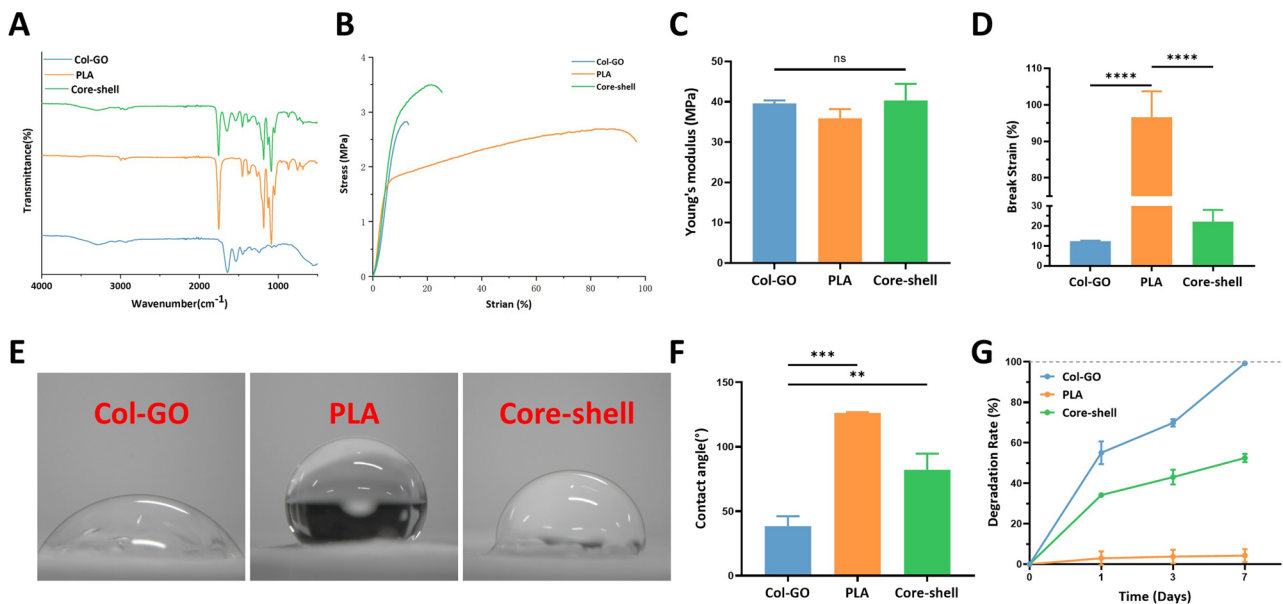 A
Col-GO
PLA
Core-shell
Transmittance(%)
4000
3000
2000
1000
Wavenumber(cm⁻¹)
B
Col-GO
PLA
Core-shell
Stress (MPa)
4
3
2
1
0
0
20
40
60
80
100
Strian (%)
C
ns
Young's modulus (MPa)
50
40
30
20
10
0
Col-GO
PLA
Core-shell
D
****
****
Break Strain (%)
110
105
100
95
90
85
80
30
20
10
0
Col-GO
PLA
Core-shell
E
Col-GO
PLA
Core-shell
F
***
**
Contact angle(°)
150
100
50
0
Col-GO
PLA
Core-shell
G
Col-GO
PLA
Core-shell
Degradation Rate (%)
100
80
60
40
20
0
0
1
3
7
Time (Days)